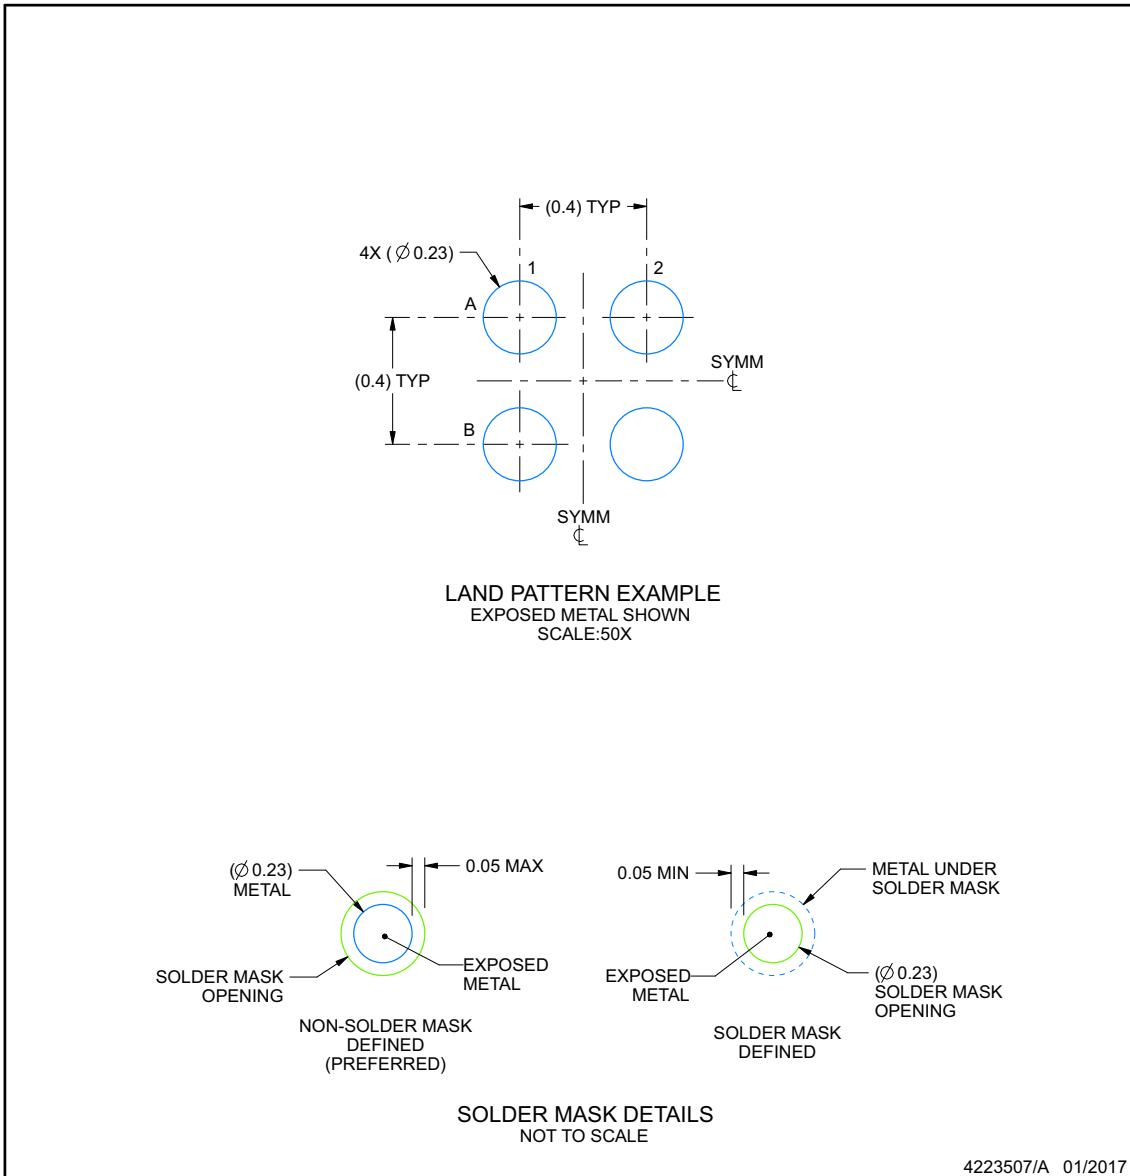 (0.4) TYP
4X ( ∅ 0.23)
1
2
A
SYMM
℄
(0.4) TYP
B
SYMM
℄
LAND PATTERN EXAMPLE
EXPOSED METAL SHOWN
SCALE:50X
(∅ 0.23)
METAL
0.05 MAX
SOLDER MASK
OPENING
EXPOSED
METAL
NON-SOLDER MASK
DEFINED
(PREFERRED)
0.05 MIN
METAL UNDER
SOLDER MASK
EXPOSED
METAL
(∅ 0.23)
SOLDER MASK
OPENING
SOLDER MASK
DEFINED
SOLDER MASK DETAILS
NOT TO SCALE
4223507/A 01/2017